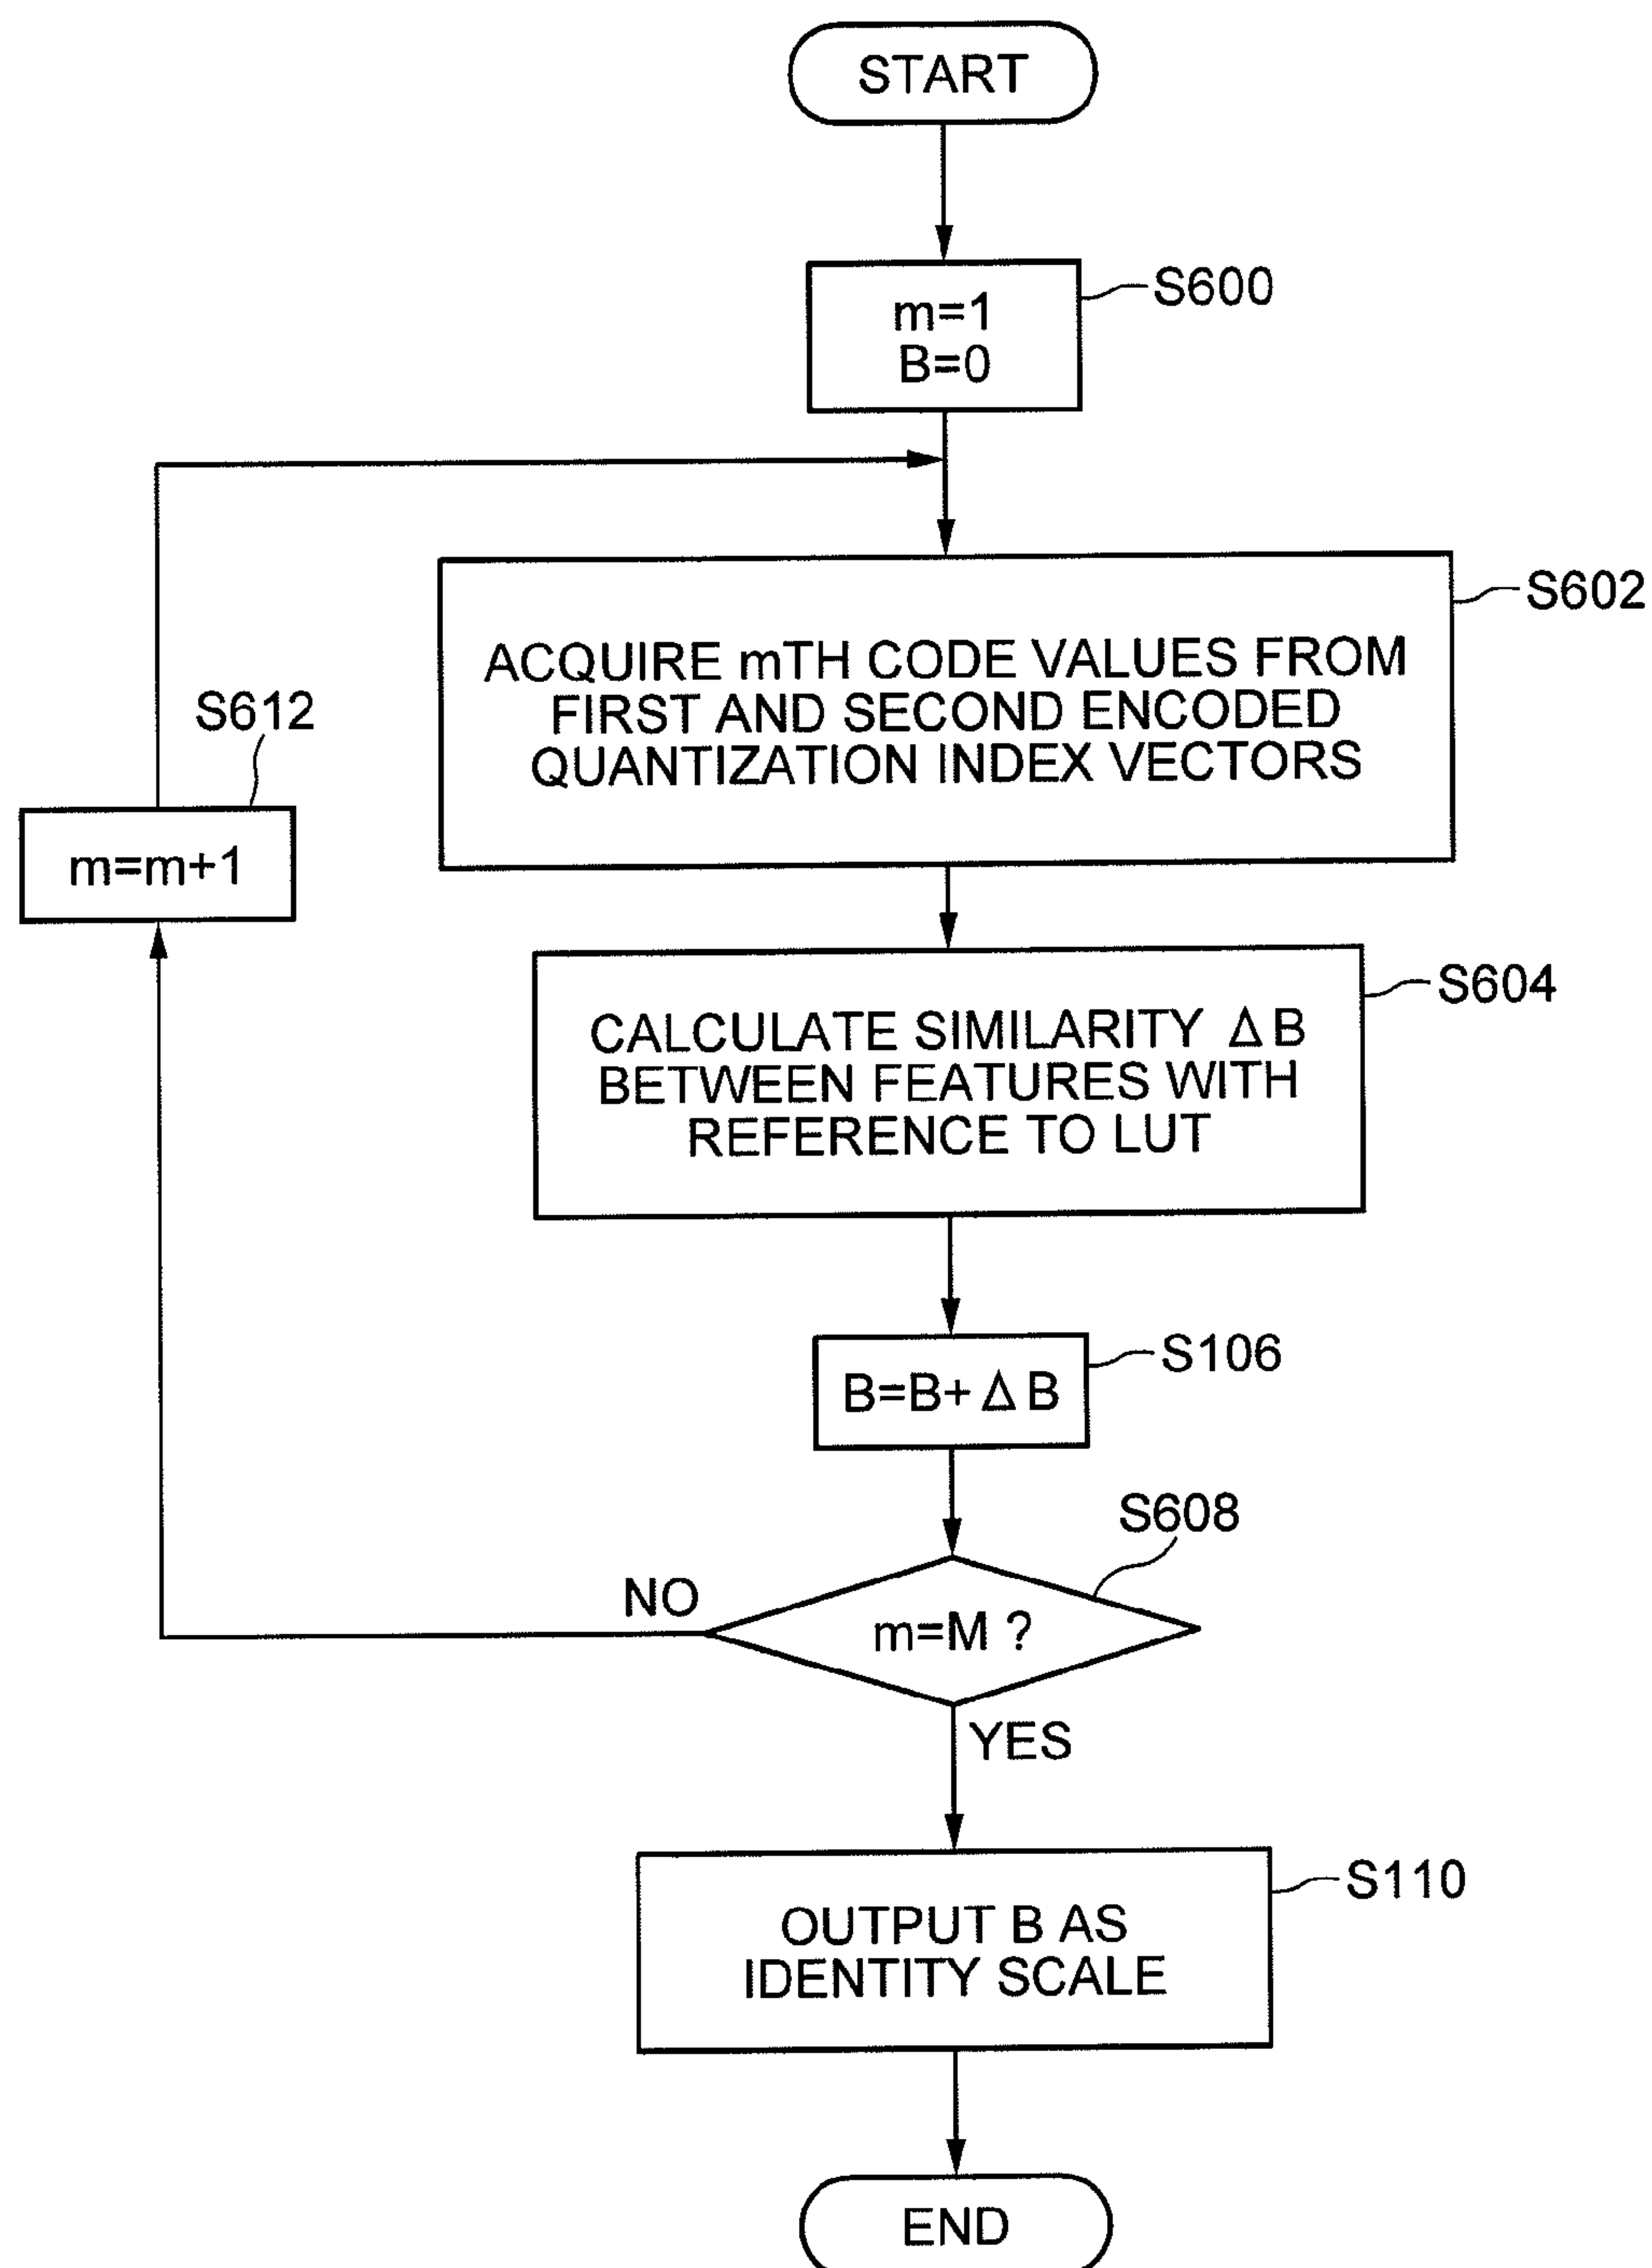 START
S600
m=1
B=0
S602
ACQUIRE mTH CODE VALUES FROM
FIRST AND SECOND ENCODED
QUANTIZATION INDEX VECTORS
S612
m=m+1
S604
CALCULATE SIMILARITY ΔB
BETWEEN FEATURES WITH
REFERENCE TO LUT
S106
B=B+ΔB
S608
NO
m=M ?
YES
S110
OUTPUT B AS
IDENTITY SCALE
END